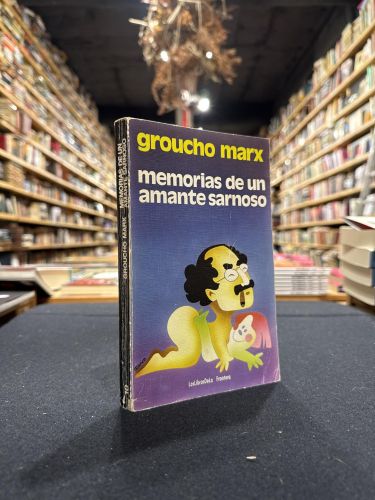 groucho marx
memorias de un
amante sarnoso
GROUCHO MARX - MEMORIAS DE UN
AMANTE SARNOSO